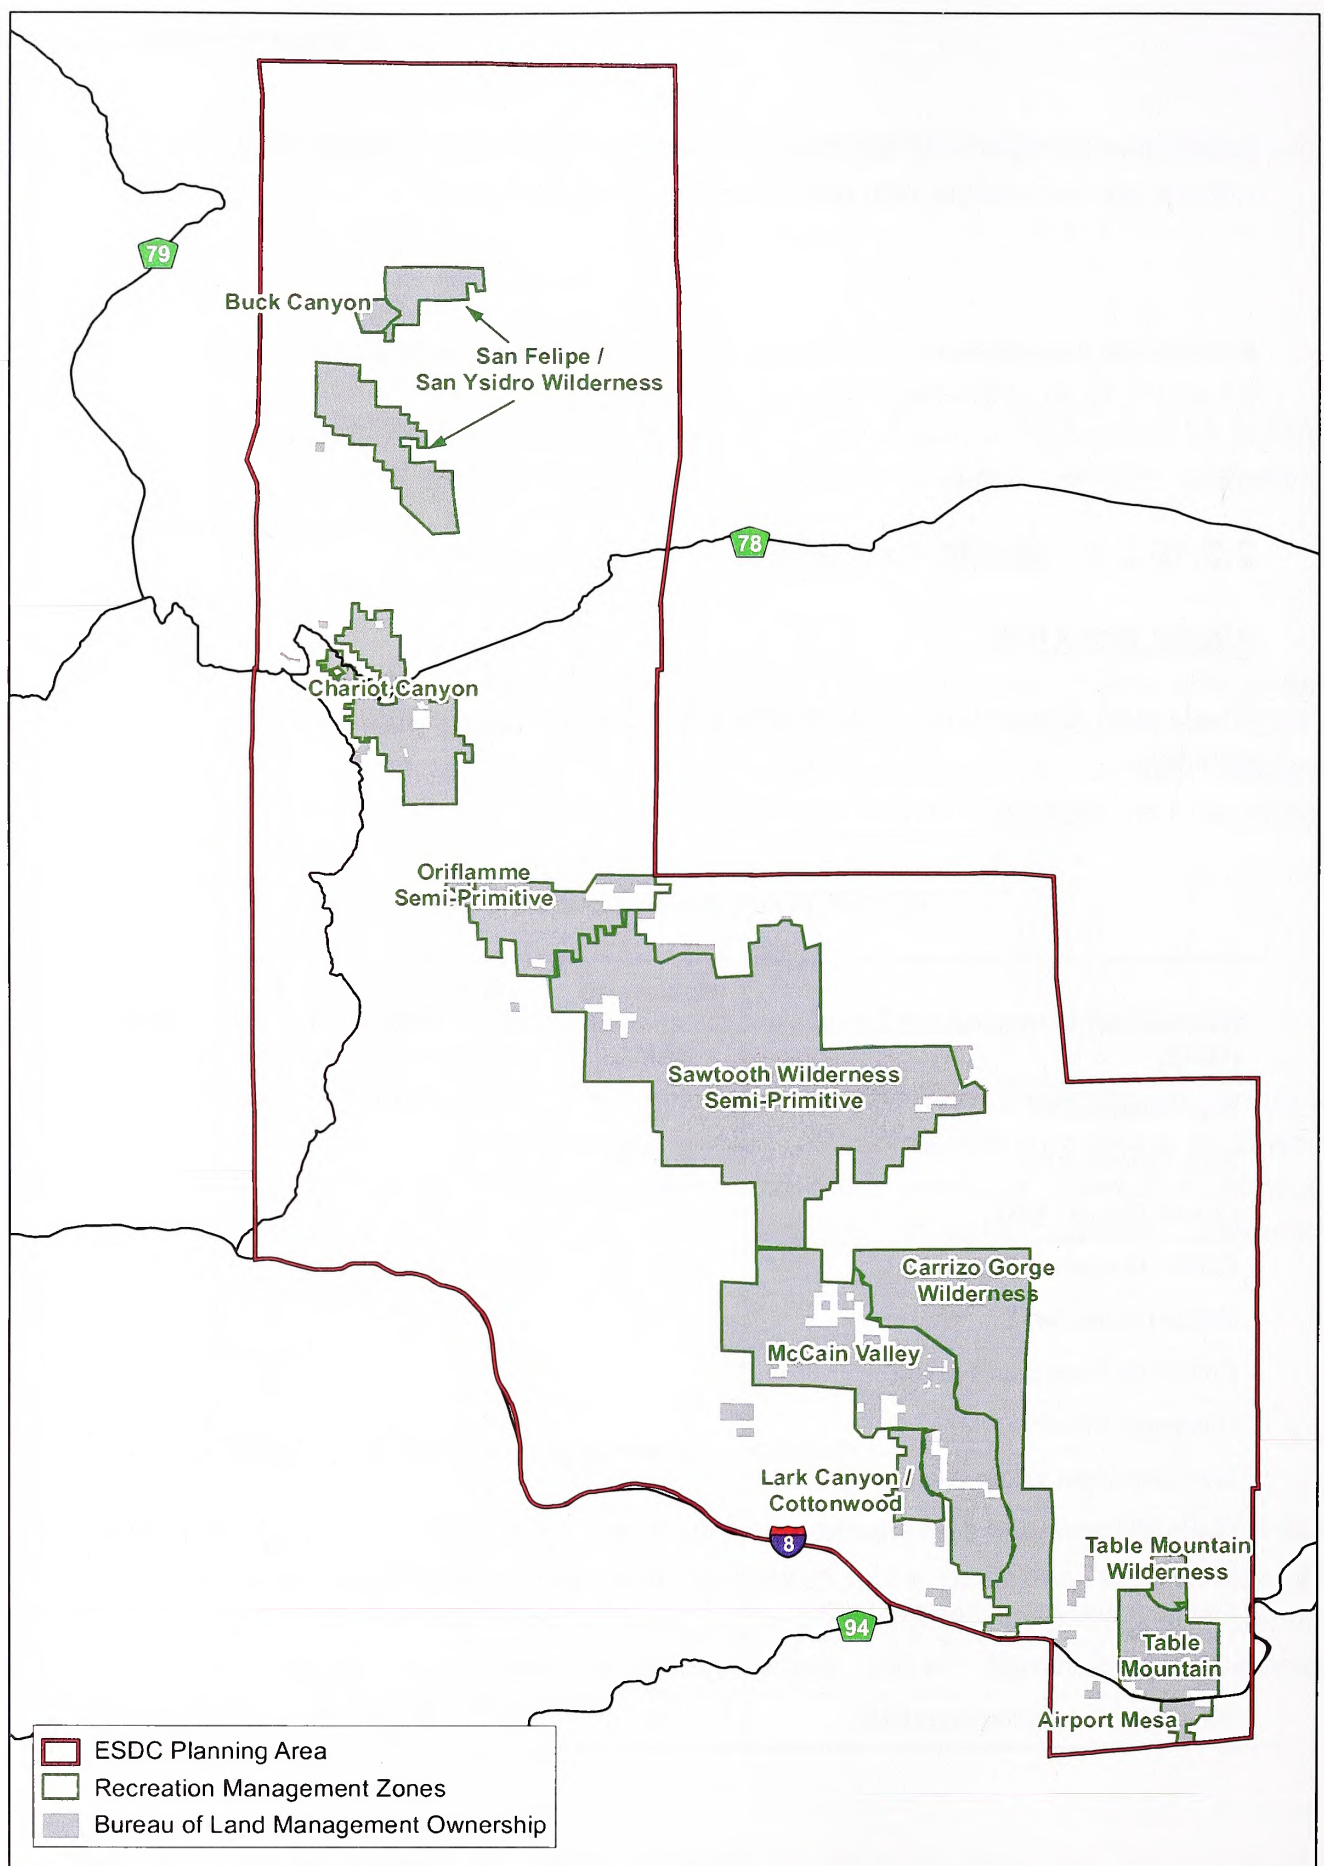 79
Buck Canyon
San Felipe /
San Ysidro Wilderness
78
Chariot Canyon
Oriflamme
Semi-Primitive
Sawtooth Wilderness
Semi-Primitive
Carrizo Gorge
Wilderness
McCain Valley
Lark Canyon /
Cottonwood
8
Table Mountain
Wilderness
94
Table
Mountain
Airport Mesa
ESDC Planning Area
Recreation Management Zones
Bureau of Land Management Ownership